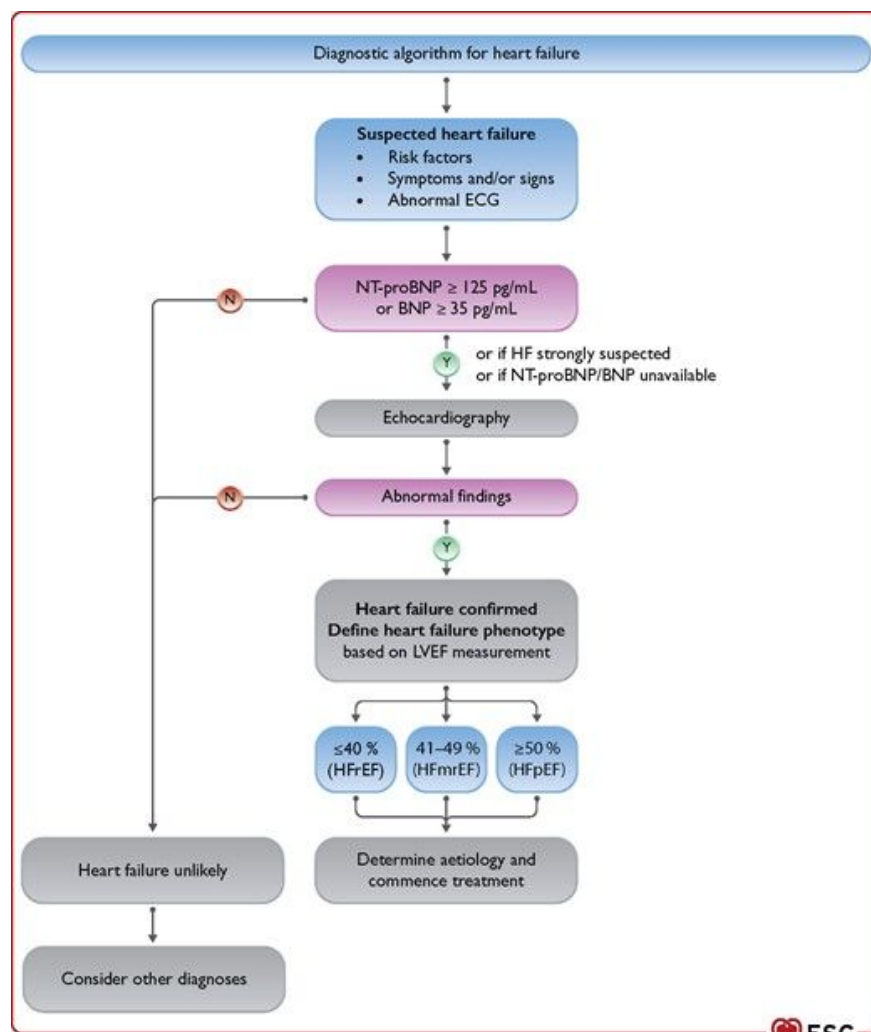 Diagnostic algorithm for heart failure
Suspected heart failure
• Risk factors
• Symptoms and/or signs
• Abnormal ECG
NT-proBNP ≥ 125 pg/mL
or BNP ≥ 35 pg/mL
N
Y
or if HF strongly suspected
or if NT-proBNP/BNP unavailable
Echocardiography
Abnormal findings
N
Y
Heart failure confirmed
Define heart failure phenotype
based on LVEF measurement
≤40 %
(HFrEF)
41–49 %
(HFmrEF)
≥50 %
(HFpEF)
Heart failure unlikely
Determine aetiology and
commence treatment
Consider other diagnoses
ESC